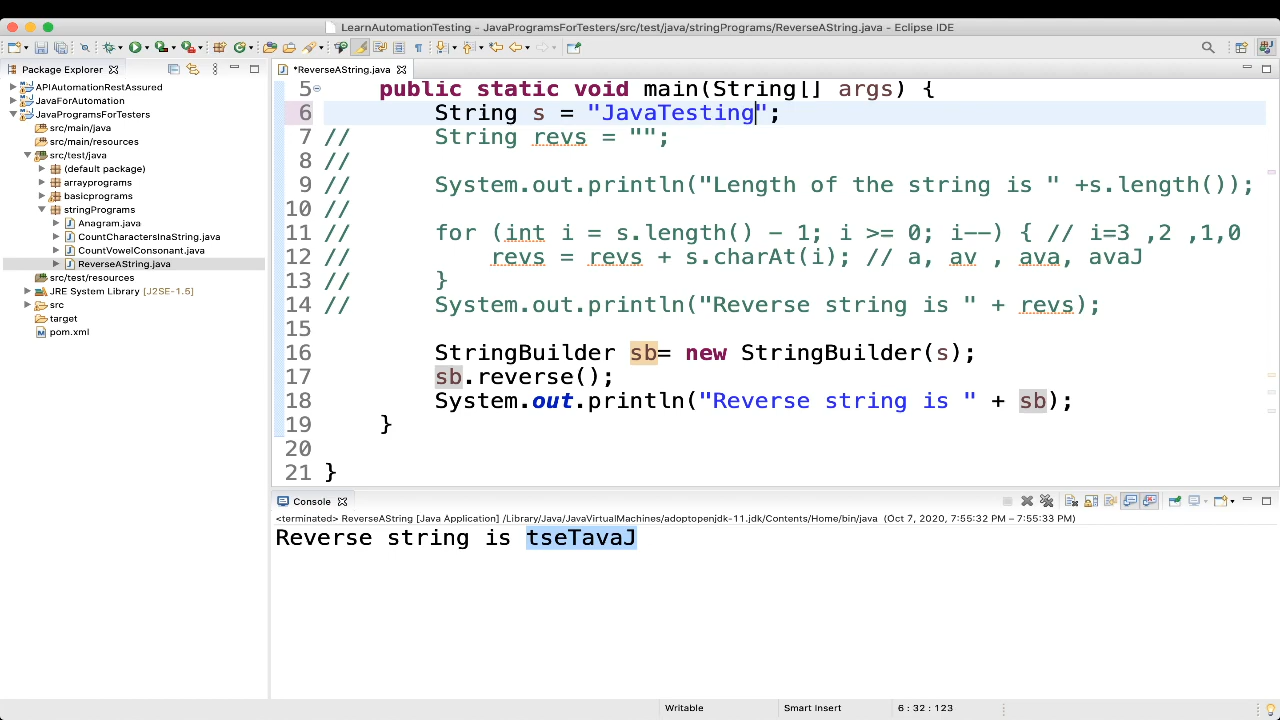 LearnAutomationTesting - JavaProgramsForTesters/src/test/java/stringPrograms/ReverseAString.java - Eclipse IDE
Package Explorer
*ReverseAString.java
APIAutomationRestAssured
JavaForAutomation
JavaProgramsForTesters
src/main/java
src/main/resources
src/test/java
(default package)
arrayprograms
basicprograms
stringPrograms
Anagram.java
CountCharactersInaString.java
CountVowelConsonant.java
ReverseAString.java
src/test/resources
JRE System Library [J2SE-1.5]
src
target
pom.xml
5 public static void main(String[] args) {
6 String s = "JavaTesting";
7 // String revs = "";
8 //
9 // System.out.println("Length of the string is " +s.length());
10 //
11 // for (int i = s.length() - 1; i >= 0; i--) { // i=3 ,2 ,1,0
12 // revs = revs + s.charAt(i); // a, av , ava, avaJ
13 // }
14 // System.out.println("Reverse string is " + revs);
15
16 StringBuilder sb= new StringBuilder(s);
17 sb.reverse();
18 System.out.println("Reverse string is " + sb);
19 }
20
21 }
Console
<terminated> ReverseAString [Java Application] /Library/Java/JavaVirtualMachines/adoptopenjdk-11.jdk/Contents/Home/bin/java (Oct 7, 2020, 7:55:32 PM – 7:55:33 PM)
Reverse string is tseTavaJ
Writable
Smart Insert
6 : 32 : 123